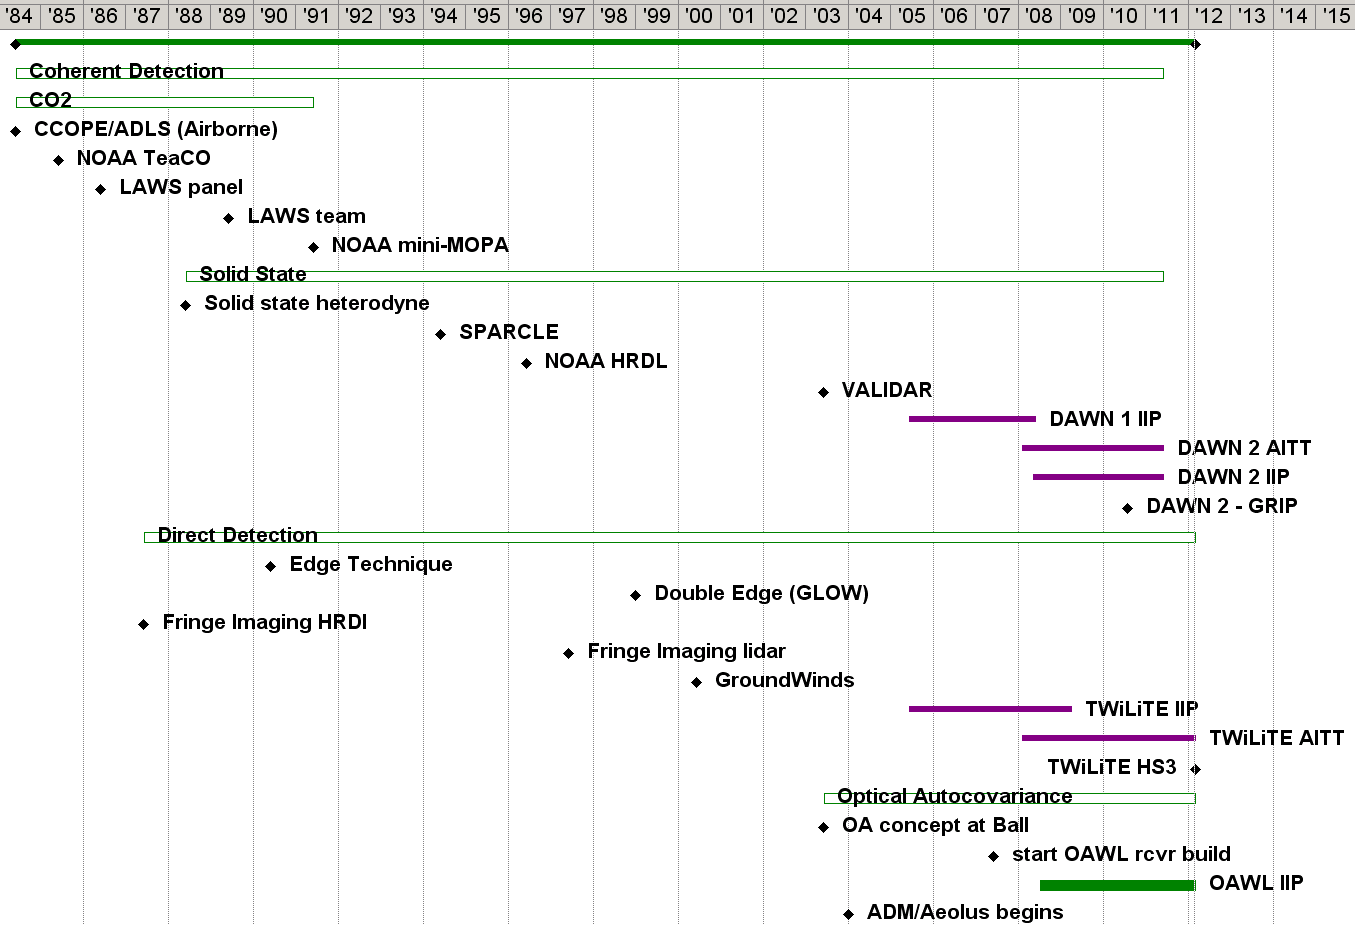 '84 '85 '86 '87 '88 '89 '90 '91 '92 '93 '94 '95 '96 '97 '98 '99 '00 '01 '02 '03 '04 '05 '06 '07 '08 '09 '10 '11 '12 '13 '14 '15
Coherent Detection
CO2
CCOPE/ADLS (Airborne)
NOAA TeaCO
LAWS panel
LAWS team
NOAA mini-MOPA
Solid State
Solid state heterodyne
SPARCLE
NOAA HRDL
VALIDAR
DAWN 1 IIP
DAWN 2 AITT
DAWN 2 IIP
DAWN 2 - GRIP
Direct Detection
Edge Technique
Double Edge (GLOW)
Fringe Imaging HRDI
Fringe Imaging lidar
GroundWinds
TWiLiTE IIP
TWiLiTE AITT
TWiLiTE HS3
Optical Autocovariance
OA concept at Ball
start OAWL rcvr build
OAWL IIP
ADM/Aeolus begins